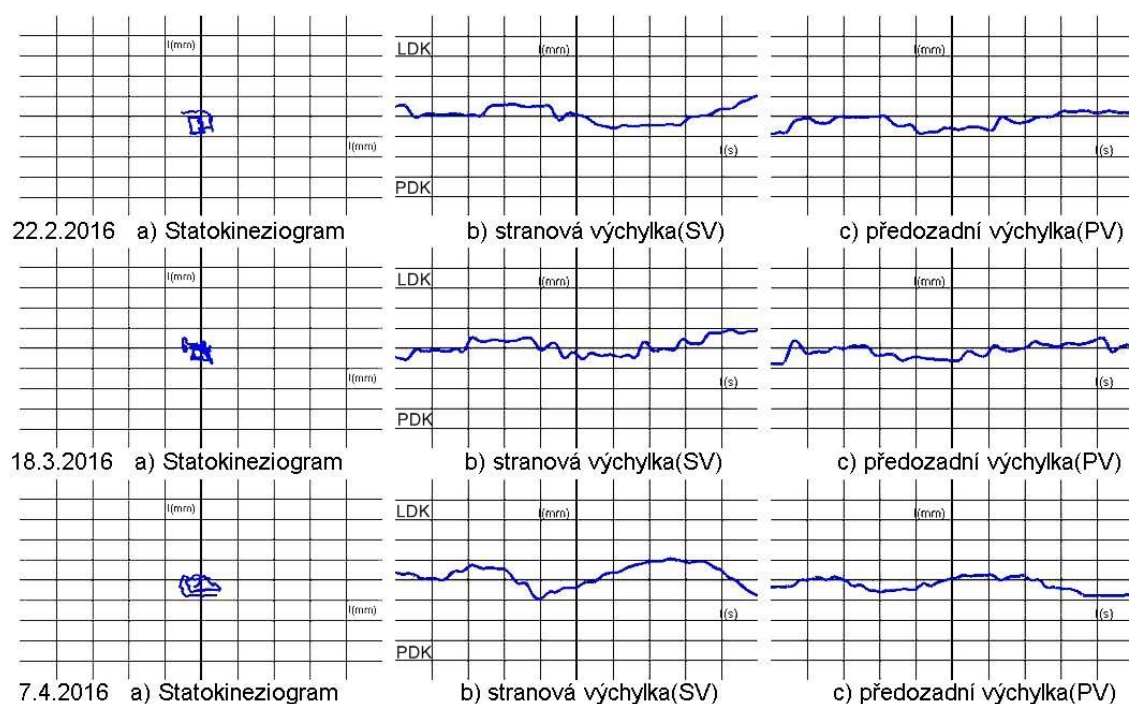 l(mm)
l(mm)
LDK
l(mm)
l(s)
PDK
l(mm)
l(s)
22.2.2016 a) Statokineziogram b) stranová výchylka(SV) c) předozadní výchylka(PV)
l(mm)
l(mm)
LDK
l(mm)
l(s)
PDK
l(mm)
l(s)
18.3.2016 a) Statokineziogram b) stranová výchylka(SV) c) předozadní výchylka(PV)
l(mm)
l(mm)
LDK
l(mm)
l(s)
PDK
l(mm)
l(s)
7.4.2016 a) Statokineziogram b) stranová výchylka(SV) c) předozadní výchylka(PV)